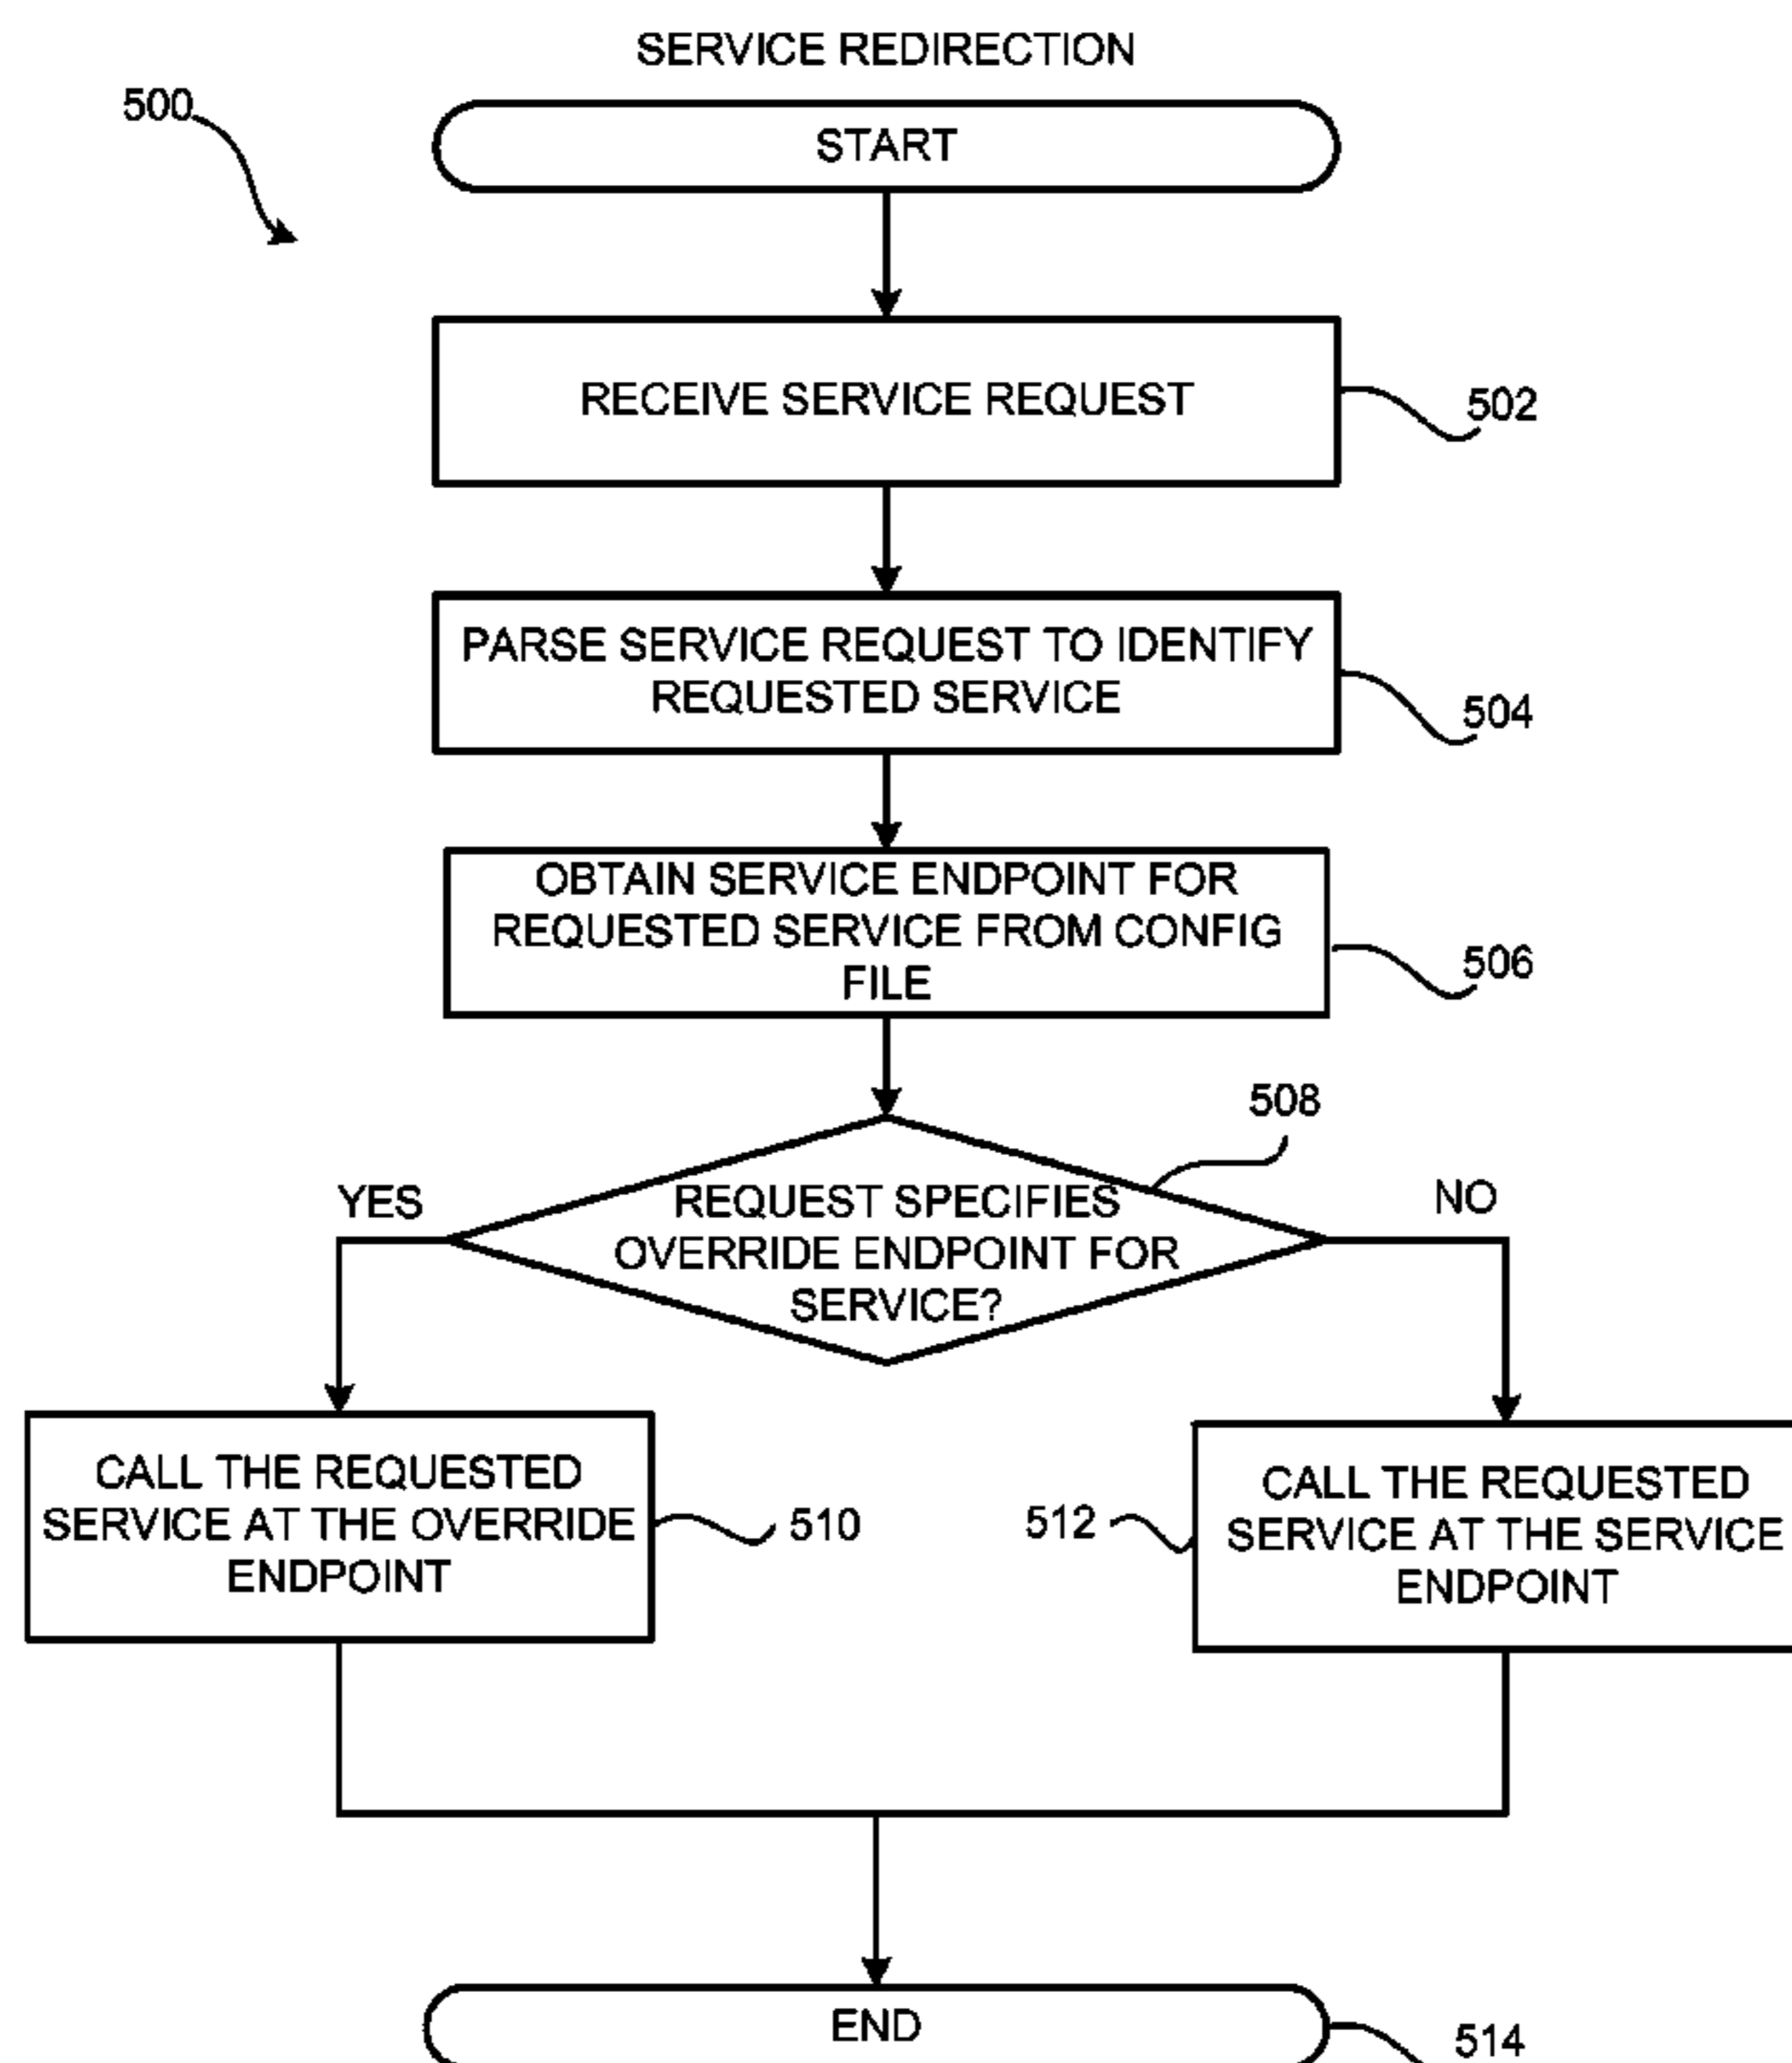 SERVICE REDIRECTION
500
START
RECEIVE SERVICE REQUEST
502
PARSE SERVICE REQUEST TO IDENTIFY
REQUESTED SERVICE
504
OBTAIN SERVICE ENDPOINT FOR
REQUESTED SERVICE FROM CONFIG
FILE
506
508
YES
REQUEST SPECIFIES
OVERRIDE ENDPOINT FOR
SERVICE?
NO
CALL THE REQUESTED
SERVICE AT THE OVERRIDE
ENDPOINT
510
512
CALL THE REQUESTED
SERVICE AT THE SERVICE
ENDPOINT
END
514